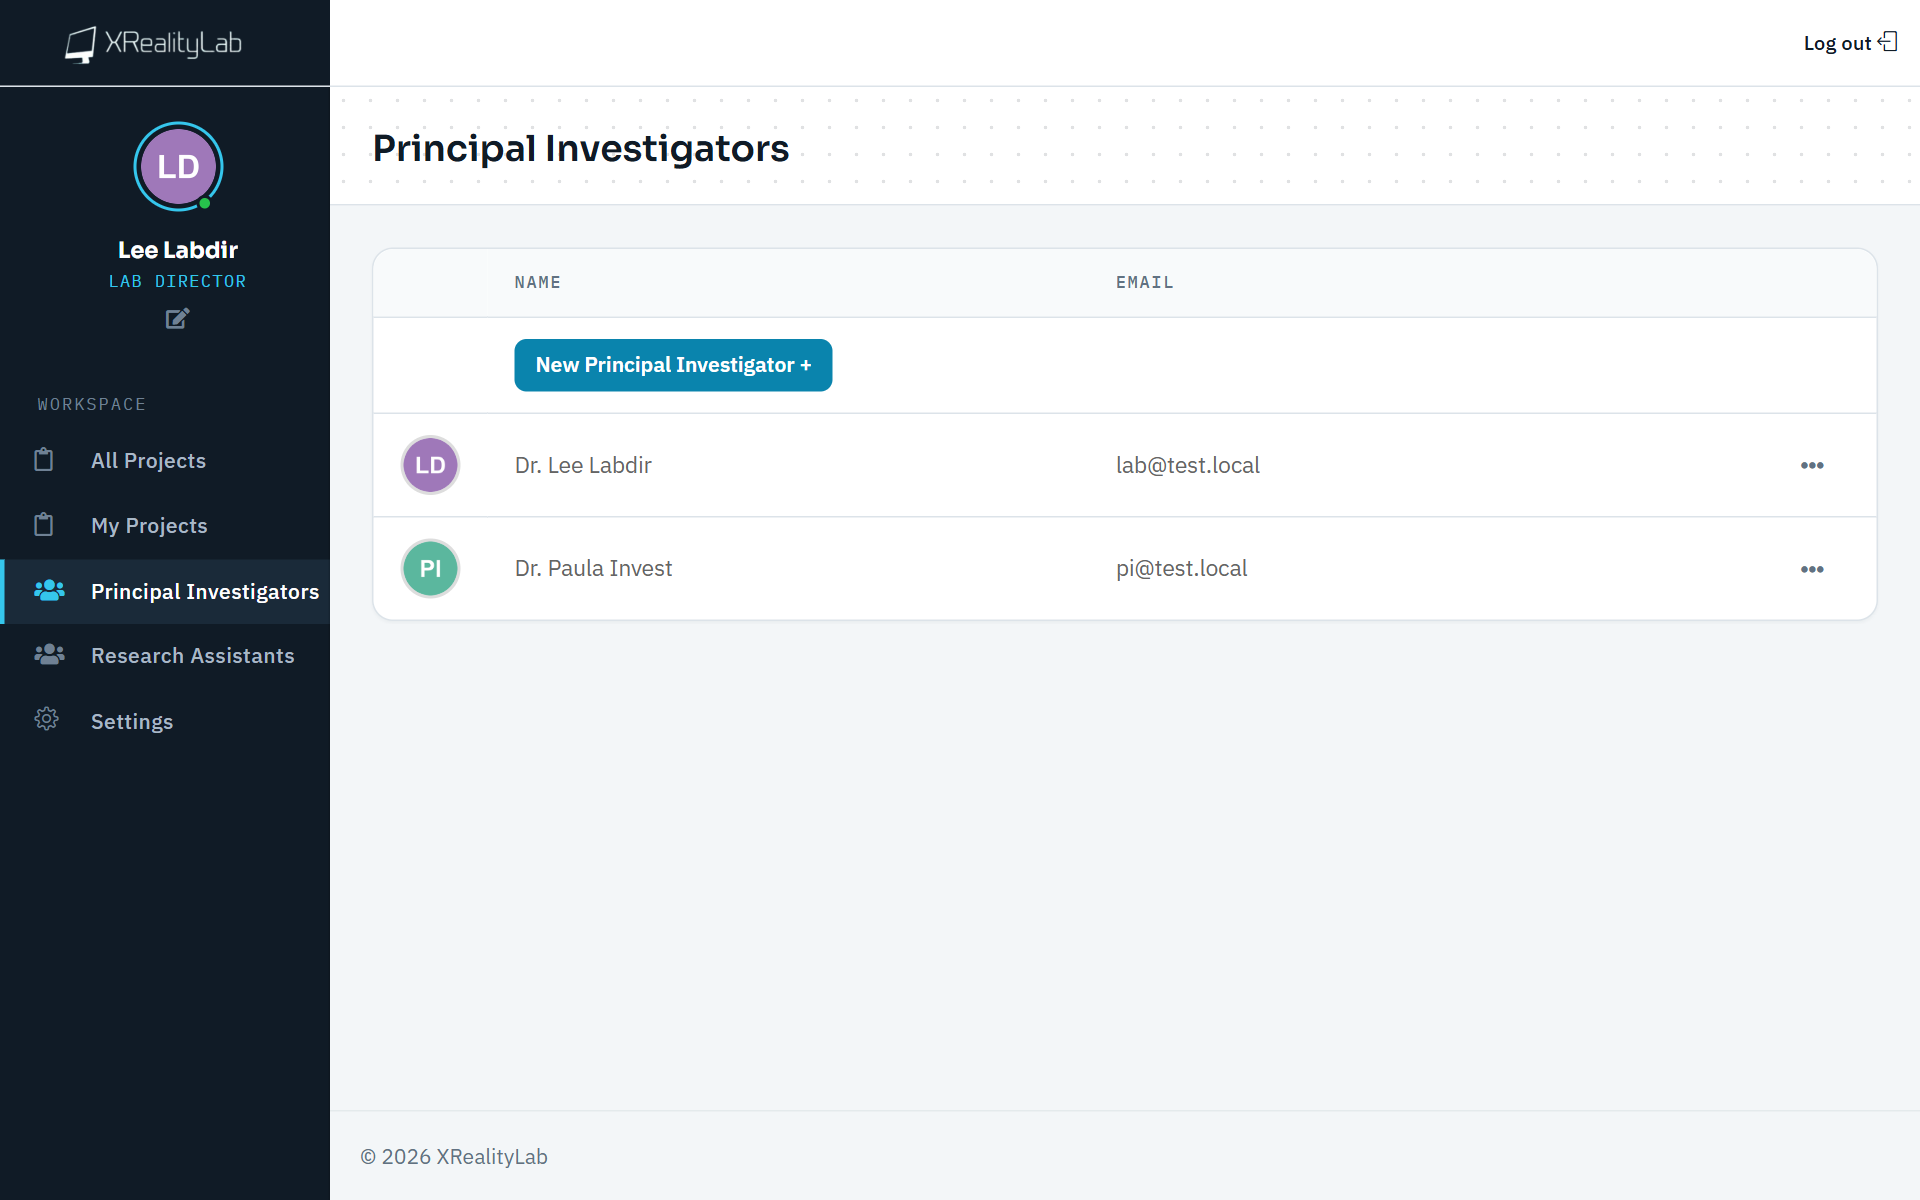 XRealityLab
Log out
LD
Lee Labdir
LAB DIRECTOR
WORKSPACE
All Projects
My Projects
Principal Investigators
Research Assistants
Settings
Principal Investigators
NAME EMAIL
New Principal Investigator +
LD Dr. Lee Labdir lab@test.local •••
PI Dr. Paula Invest pi@test.local •••
© 2026 XRealityLab